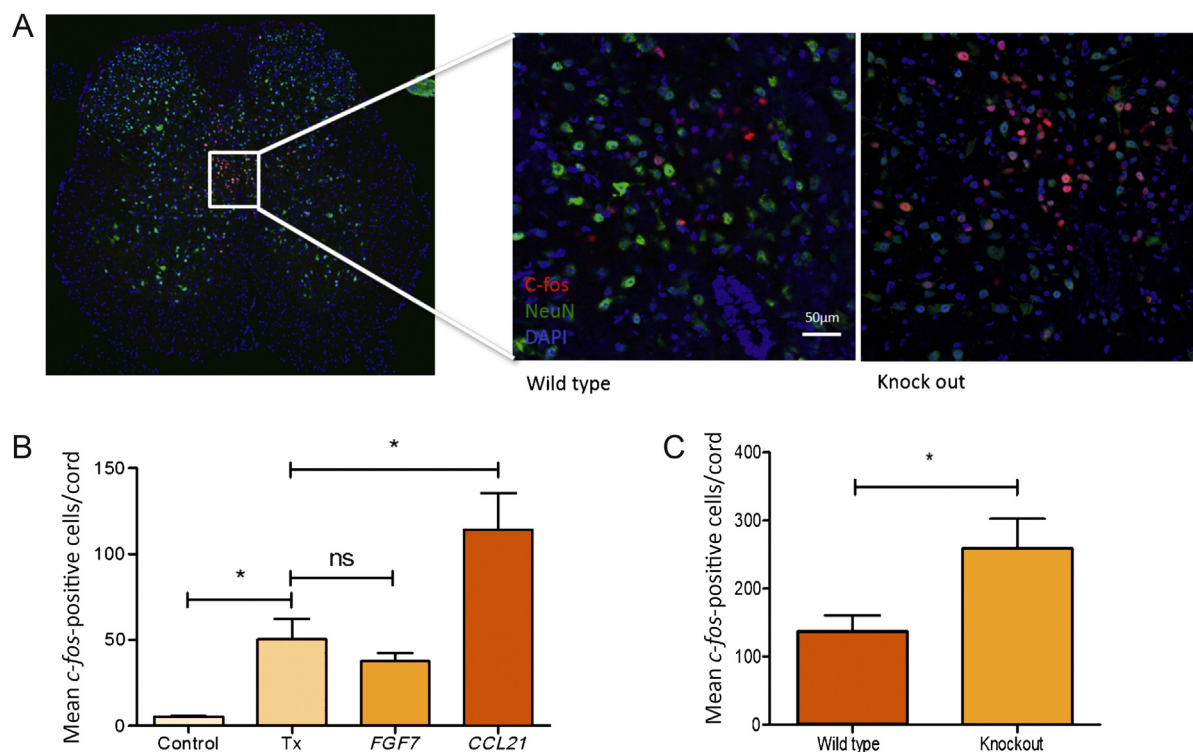 A
C-fos
NeuN
DAPI
50µm
Wild type
Knock out
B
Mean c-fos-positive cells/cord
150
100
50
0
*
ns
*
Control
Tx
FGF7
CCL21
C
Mean c-fos-positive cells/cord
400
300
200
100
0
*
Wild type
Knockout